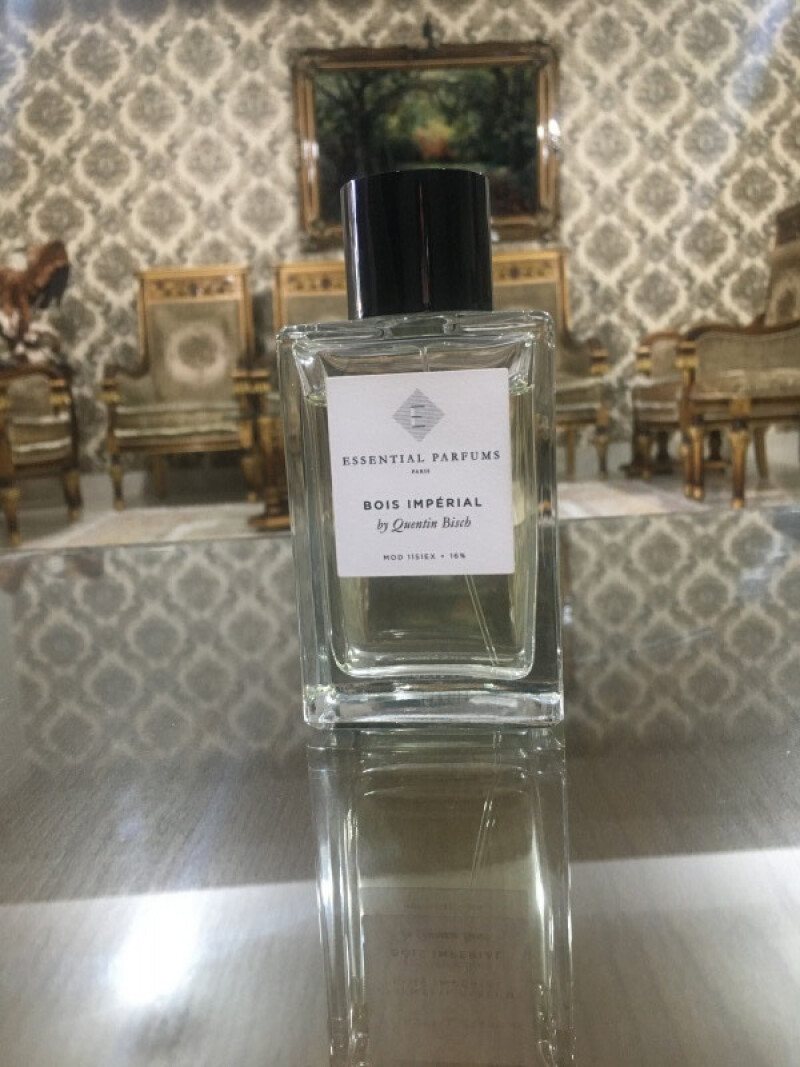 E
ESSENTIAL PARFUMS
PARIS
BOIS IMPÉRIAL
by Quentin Bisch
MOD 11SIEX • 16%